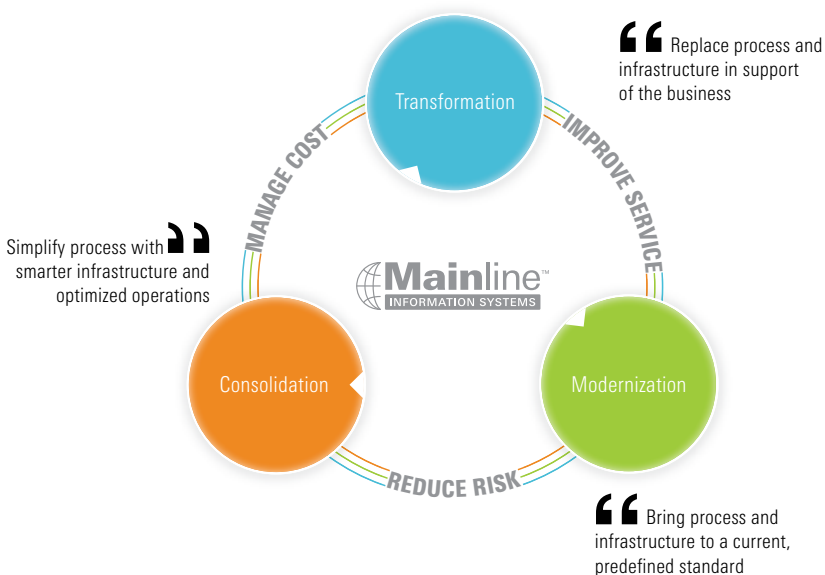 Transformation
❝ Replace process and
infrastructure in support
of the business
MANAGE COST
IMPROVE SERVICE
Simplify process with ❞
smarter infrastructure and
optimized operations
Mainline™
INFORMATION SYSTEMS
Consolidation
Modernization
REDUCE RISK
❝ Bring process and
infrastructure to a current,
predefined standard